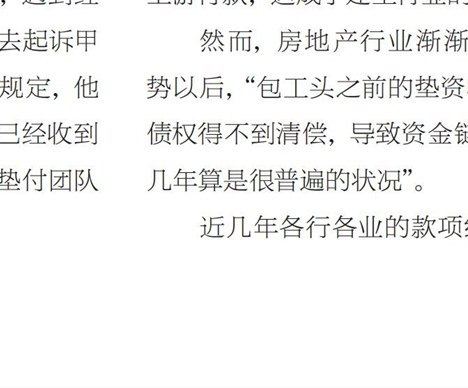 去起诉甲
规定，他
已经收到
垫付团队
然而，房地产行业渐渐
势以后，“包工头之前的垫资
债权得不到清偿，导致资金
几年算是很普遍的状况”。
近几年各行各业的款项